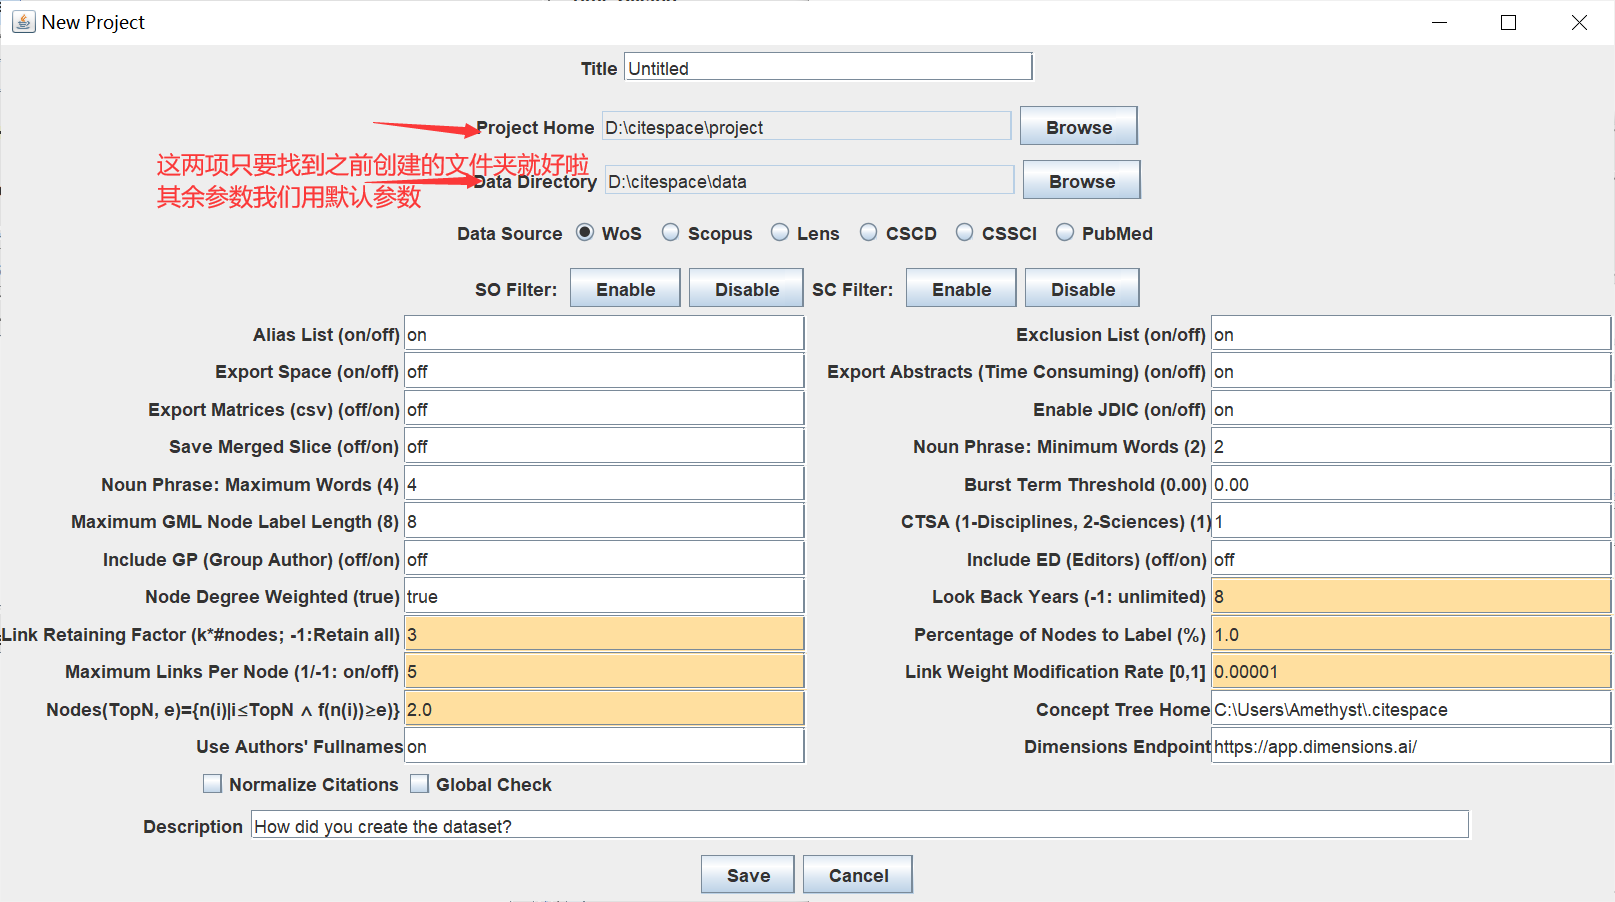 New Project
Title Untitled
Project Home D:\citespace\project Browse
这两项只要找到之前创建的文件夹就好啦
Data Directory D:\citespace\data Browse
其余参数我们用默认参数
Data Source WoS Scopus Lens CSCD CSSCI PubMed
SO Filter: Enable Disable SC Filter: Enable Disable
Alias List (on/off) on Exclusion List (on/off) on
Export Space (on/off) off Export Abstracts (Time Consuming) (on/off) on
Export Matrices (csv) (off/on) off Enable JDIC (on/off) on
Save Merged Slice (off/on) off Noun Phrase: Minimum Words (2) 2
Noun Phrase: Maximum Words (4) 4 Burst Term Threshold (0.00) 0.00
Maximum GML Node Label Length (8) 8 CTSA (1-Disciplines, 2-Sciences) (1) 1
Include GP (Group Author) (off/on) off Include ED (Editors) (off/on) off
Node Degree Weighted (true) true Look Back Years (-1: unlimited) 8
Link Retaining Factor (k*#nodes; -1:Retain all) 3 Percentage of Nodes to Label (%) 1.0
Maximum Links Per Node (1/-1: on/off) 5 Link Weight Modification Rate [0,1] 0.00001
Nodes(TopN, e)={n(i)|i≤TopN ∧ f(n(i))≥e)} 2.0 Concept Tree Home C:\Users\Amethyst\.citespace
Use Authors' Fullnames on Dimensions Endpoint https://app.dimensions.ai/
Normalize Citations Global Check
Description How did you create the dataset?
Save Cancel